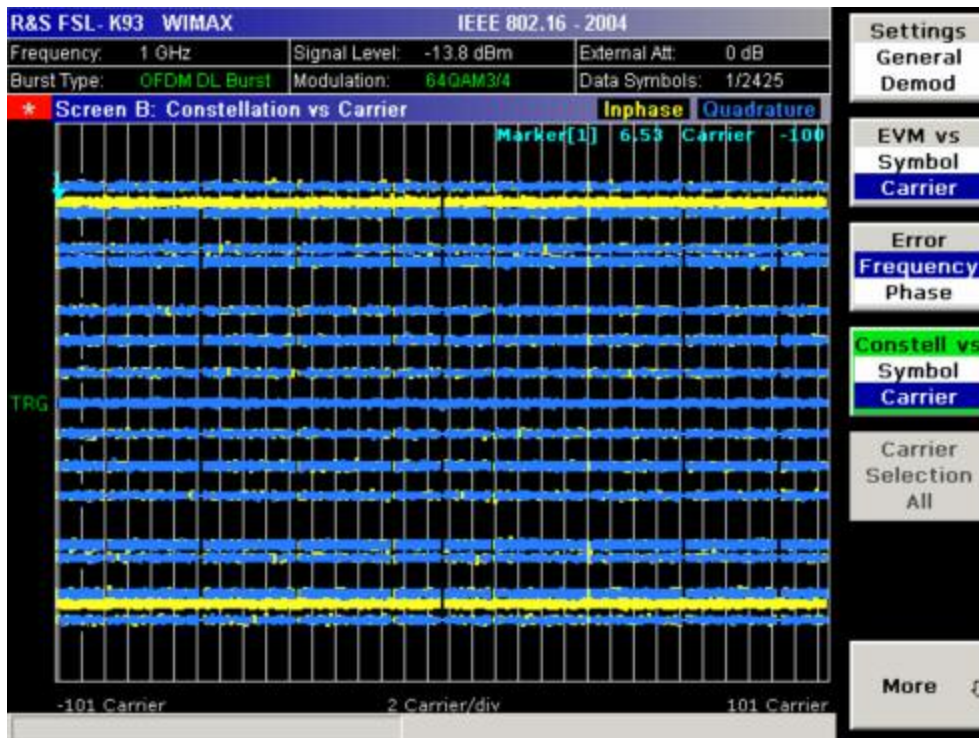 R&S FSL-K93 WIMAX IEEE 802.16 - 2004
Frequency: 1 GHz Signal Level: -13.8 dBm External Att: 0 dB
Burst Type: OFDM DL Burst Modulation: 64QAM3/4 Data Symbols: 1/2425
* Screen B: Constellation vs Carrier Inphase Quadrature
Marker[1] 6.53 Carrier -100
1
TRG
-101 Carrier 2 Carrier/div 101 Carrier
Settings
General
Demod
EVM vs
Symbol
Carrier
Error
Frequency
Phase
Constell vs
Symbol
Carrier
Carrier
Selection
All
More